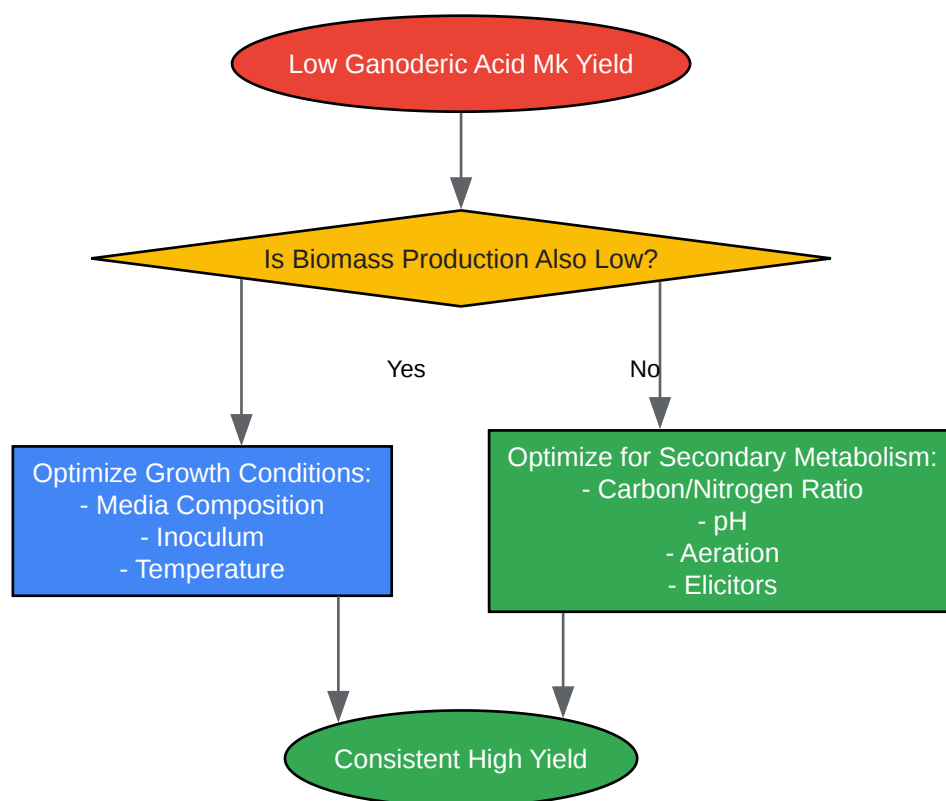 Low Ganoderic Acid Mk Yield
Is Biomass Production Also Low?
Yes
No
Optimize Growth Conditions:
- Media Composition
- Inoculum
- Temperature
Optimize for Secondary Metabolism:
- Carbon/Nitrogen Ratio
- pH
- Aeration
- Elicitors
Consistent High Yield